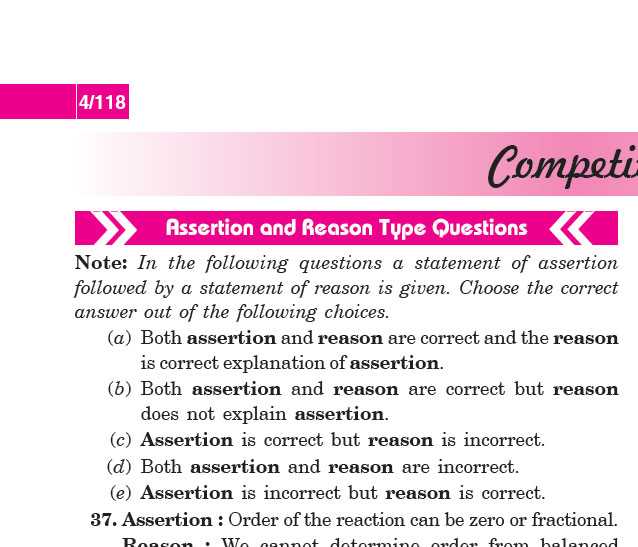 4/118
Competi
Assertion and Reason Type Questions
Note: In the following questions a statement of assertion
followed by a statement of reason is given. Choose the correct
answer out of the following choices.
(a) Both assertion and reason are correct and the reason
is correct explanation of assertion.
(b) Both assertion and reason are correct but reason
does not explain assertion.
(c) Assertion is correct but reason is incorrect.
(d) Both assertion and reason are incorrect.
(e) Assertion is incorrect but reason is correct.
37. Assertion : Order of the reaction can be zero or fractional.
Reason : We cannot determine order from balanced